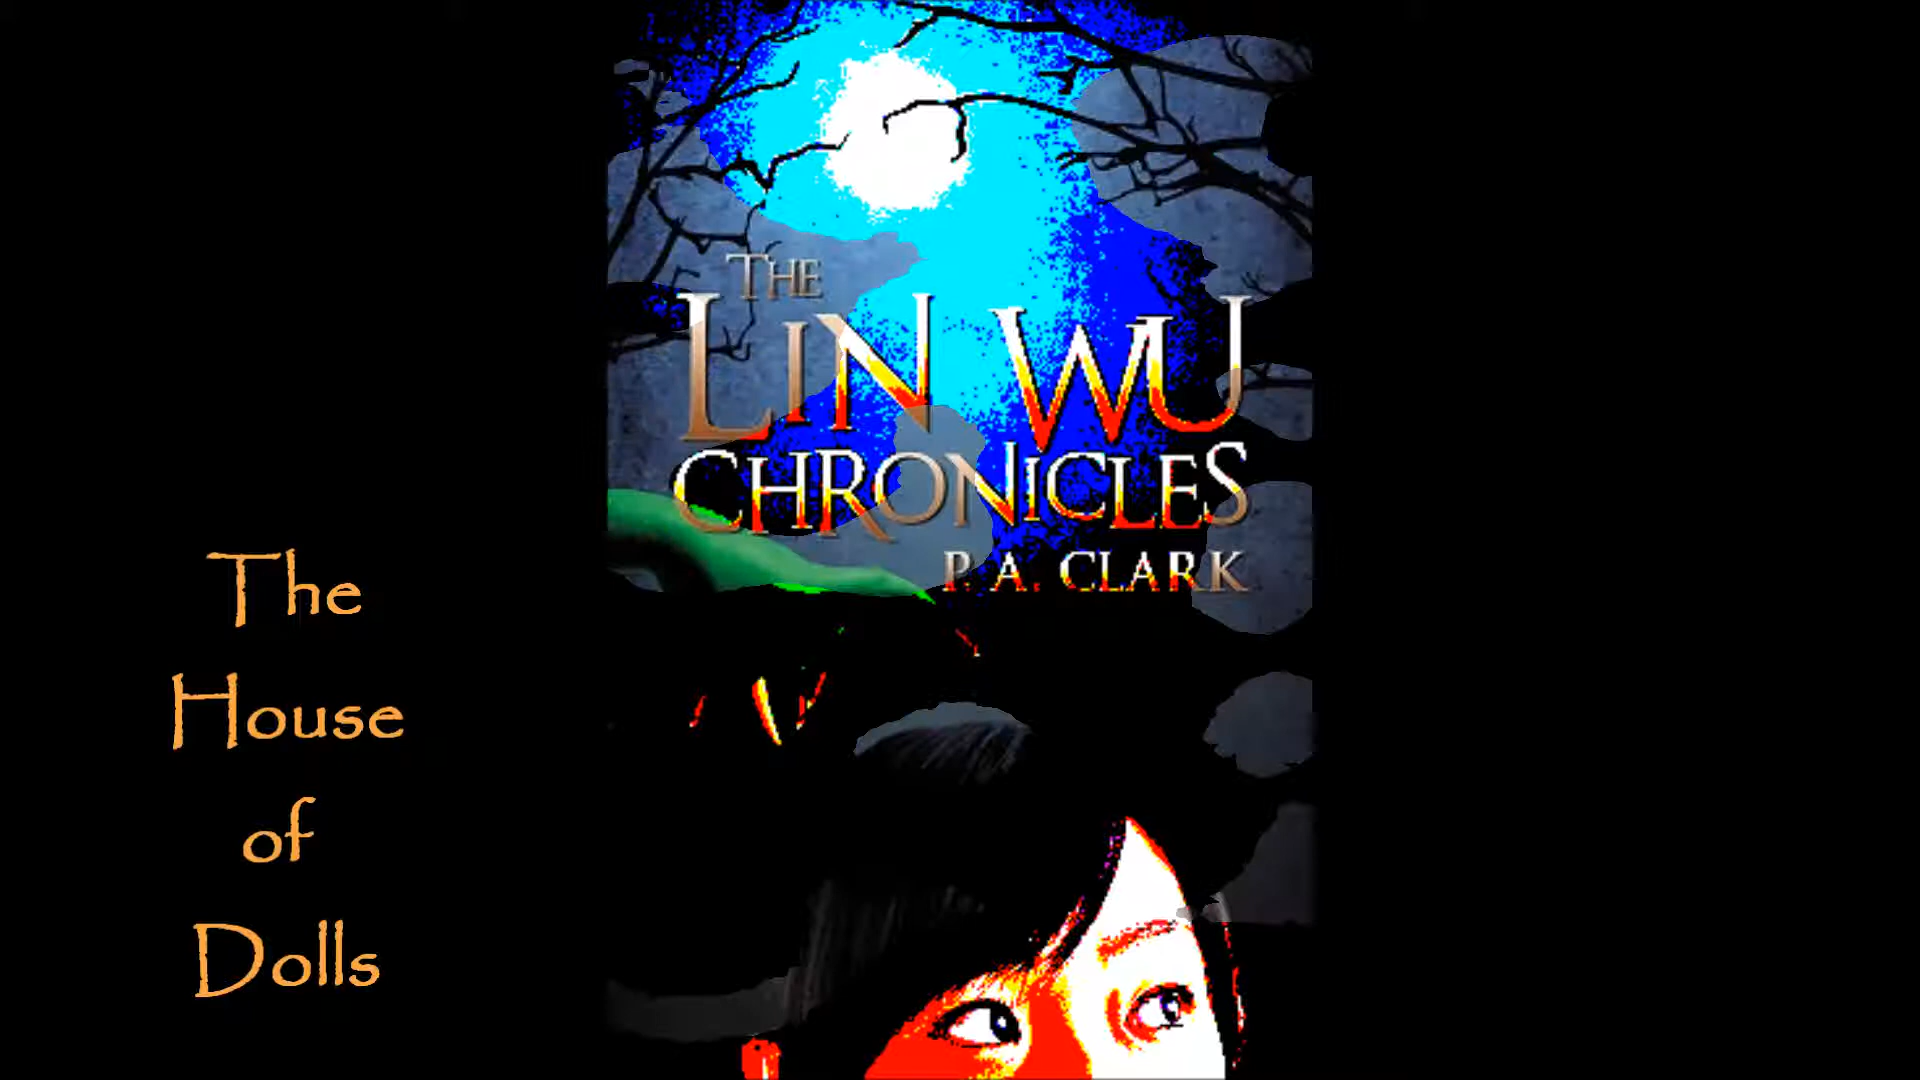 The
House
of
Dolls
THE
LIN WU
CHRONICLES
P. A. CLARK